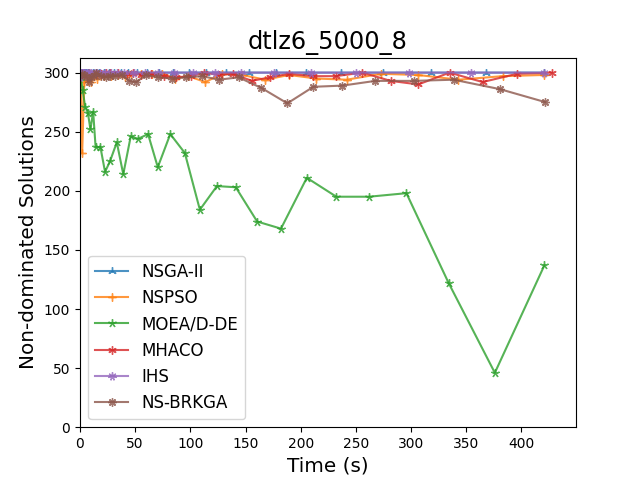 dtlz6_5000_8
Non-dominated Solutions
300
250
200
150
100
50
0
NSGA-II
NSPSO
MOEA/D-DE
MHACO
IHS
NS-BRKGA
0 50 100 150 200 250 300 350 400
Time (s)